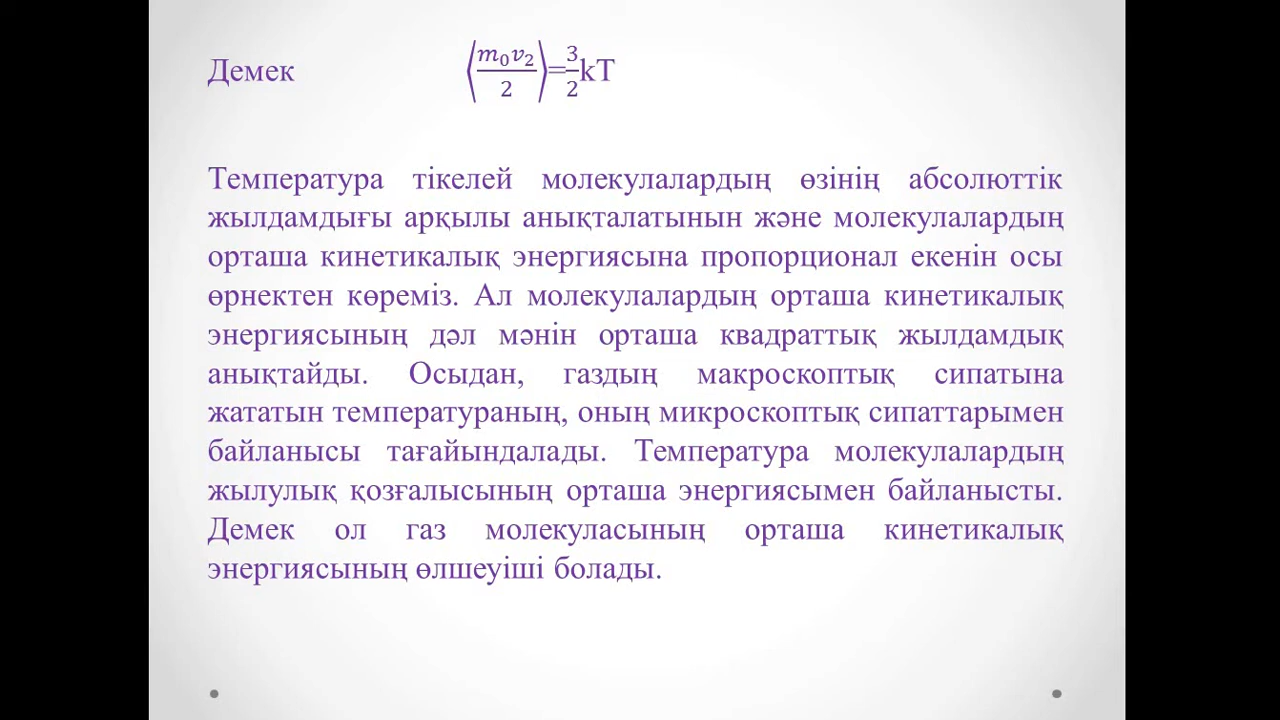 Демек ⟨m₀v₂/2⟩=3/2kT
Температура тікелей молекулалардың өзінің абсолюттік
жылдамдығы арқылы анықталатынын және молекулалардың
орташа кинетикалық энергиясына пропорционал екенін осы
өрнектен көреміз. Ал молекулалардың орташа кинетикалық
энергиясының дәл мәнін орташа квадраттық жылдамдық
анықтайды. Осыдан, газдың макроскоптық сипатына
жататын температураның, оның микроскоптық сипаттарымен
байланысы тағайындалады. Температура молекулалардың
жылулық қозғалысының орташа энергиясымен байланысты.
Демек ол газ молекуласының орташа кинетикалық
энергиясының өлшеуіші болады.